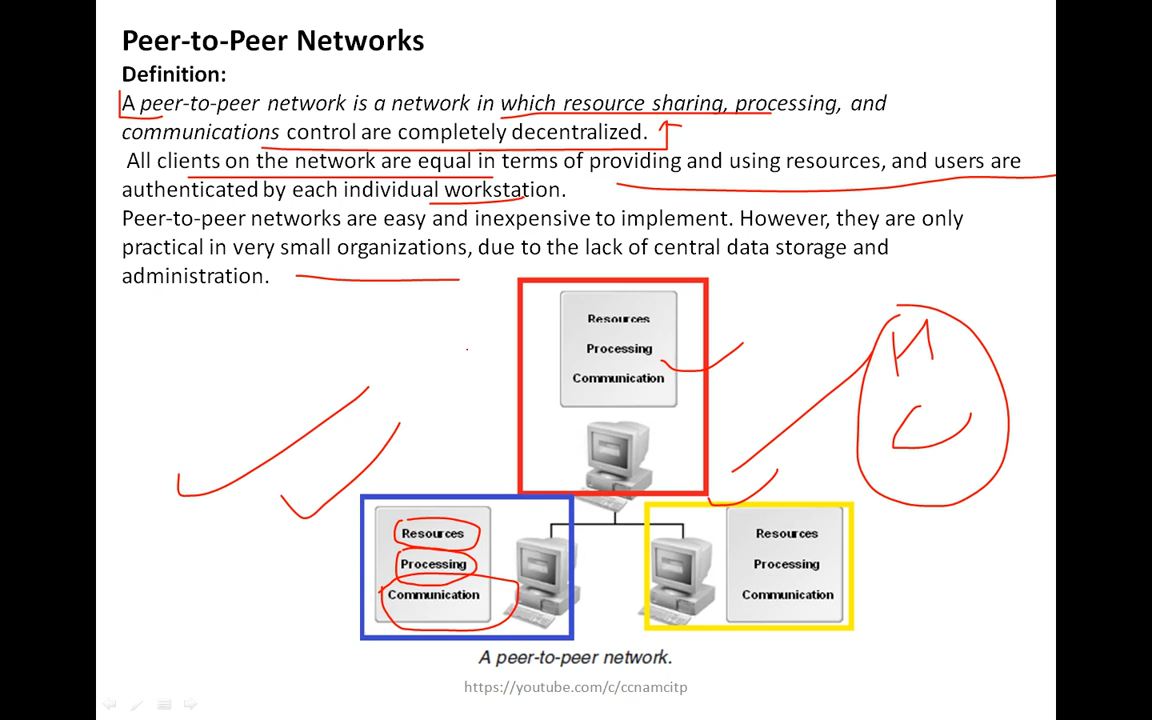 Peer-to-Peer Networks
Definition:
A peer-to-peer network is a network in which resource sharing, processing, and
communications control are completely decentralized.
All clients on the network are equal in terms of providing and using resources, and users are
authenticated by each individual workstation.
Peer-to-peer networks are easy and inexpensive to implement. However, they are only
practical in very small organizations, due to the lack of central data storage and
administration.
Resources
Processing
Communication
H
C
Resources
Processing
Communication
Resources
Processing
Communication
A peer-to-peer network.
https://youtube.com/c/ccnamcitp